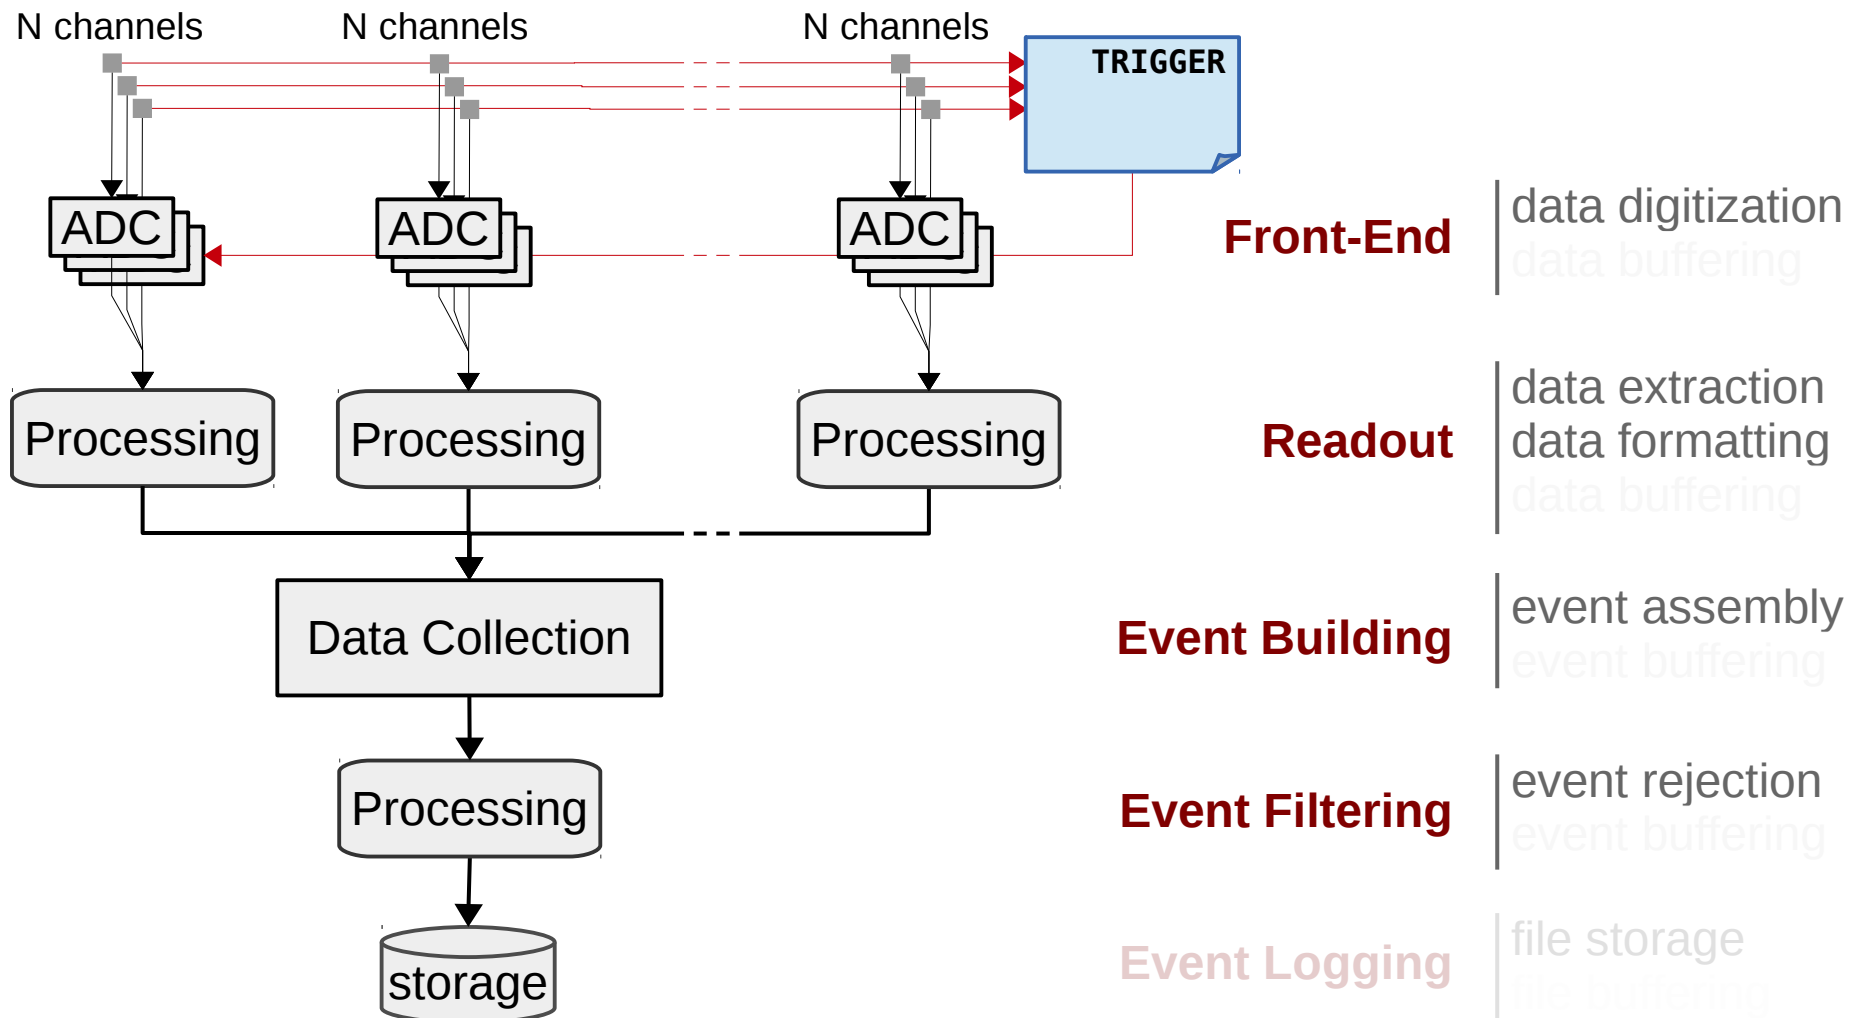 N channels
N channels
N channels
TRIGGER
ADC
ADC
ADC
Front-End
data digitization
data buffering
Processing
Processing
Processing
Readout
data extraction
data formatting
data buffering
Data Collection
Event Building
event assembly
event buffering
Processing
Event Filtering
event rejection
event buffering
storage
Event Logging
file storage
file buffering